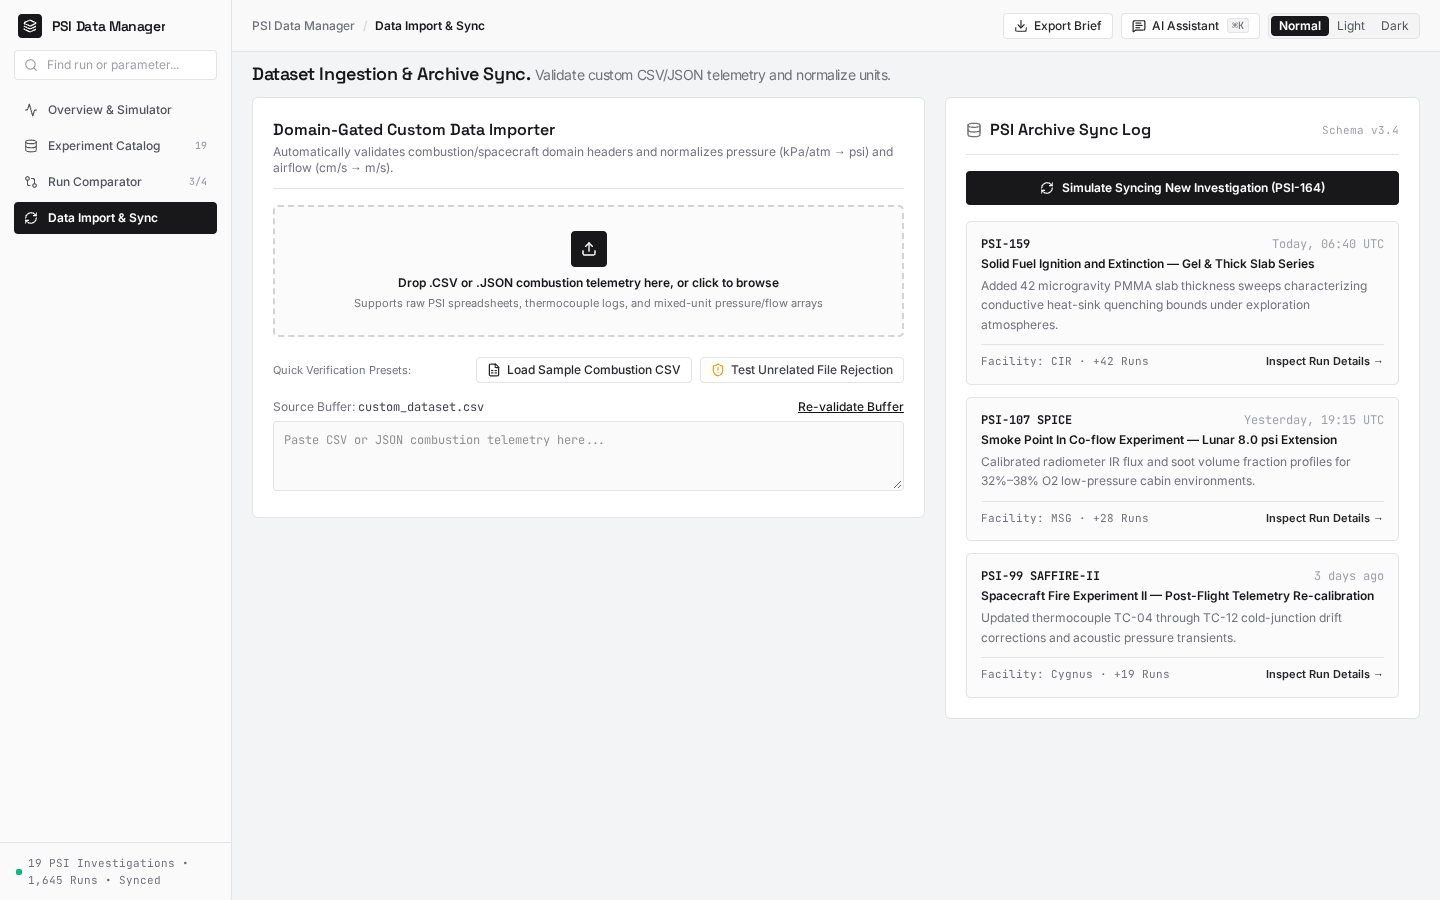 PSI Data Manager
Find run or parameter...
Overview & Simulator
Experiment Catalog 19
Run Comparator 3/4
Data Import & Sync
19 PSI Investigations •
1,645 Runs • Synced
PSI Data Manager / Data Import & Sync
Export Brief
AI Assistant ⌘K
Normal Light Dark
Dataset Ingestion & Archive Sync. Validate custom CSV/JSON telemetry and normalize units.
Domain-Gated Custom Data Importer
Automatically validates combustion/spacecraft domain headers and normalizes pressure (kPa/atm → psi) and
airflow (cm/s → m/s).
Drop .CSV or .JSON combustion telemetry here, or click to browse
Supports raw PSI spreadsheets, thermocouple logs, and mixed-unit pressure/flow arrays
Quick Verification Presets:
Load Sample Combustion CSV
Test Unrelated File Rejection
Source Buffer: custom_dataset.csv
Re-validate Buffer
Paste CSV or JSON combustion telemetry here...
PSI Archive Sync Log
Schema v3.4
Simulate Syncing New Investigation (PSI-164)
PSI-159 Today, 06:40 UTC
Solid Fuel Ignition and Extinction — Gel & Thick Slab Series
Added 42 microgravity PMMA slab thickness sweeps characterizing
conductive heat-sink quenching bounds under exploration
atmospheres.
Facility: CIR · +42 Runs Inspect Run Details →
PSI-107 SPICE Yesterday, 19:15 UTC
Smoke Point In Co-flow Experiment — Lunar 8.0 psi Extension
Calibrated radiometer IR flux and soot volume fraction profiles for
32%–38% O2 low-pressure cabin environments.
Facility: MSG · +28 Runs Inspect Run Details →
PSI-99 SAFFIRE-II 3 days ago
Spacecraft Fire Experiment II — Post-Flight Telemetry Re-calibration
Updated thermocouple TC-04 through TC-12 cold-junction drift
corrections and acoustic pressure transients.
Facility: Cygnus · +19 Runs Inspect Run Details →